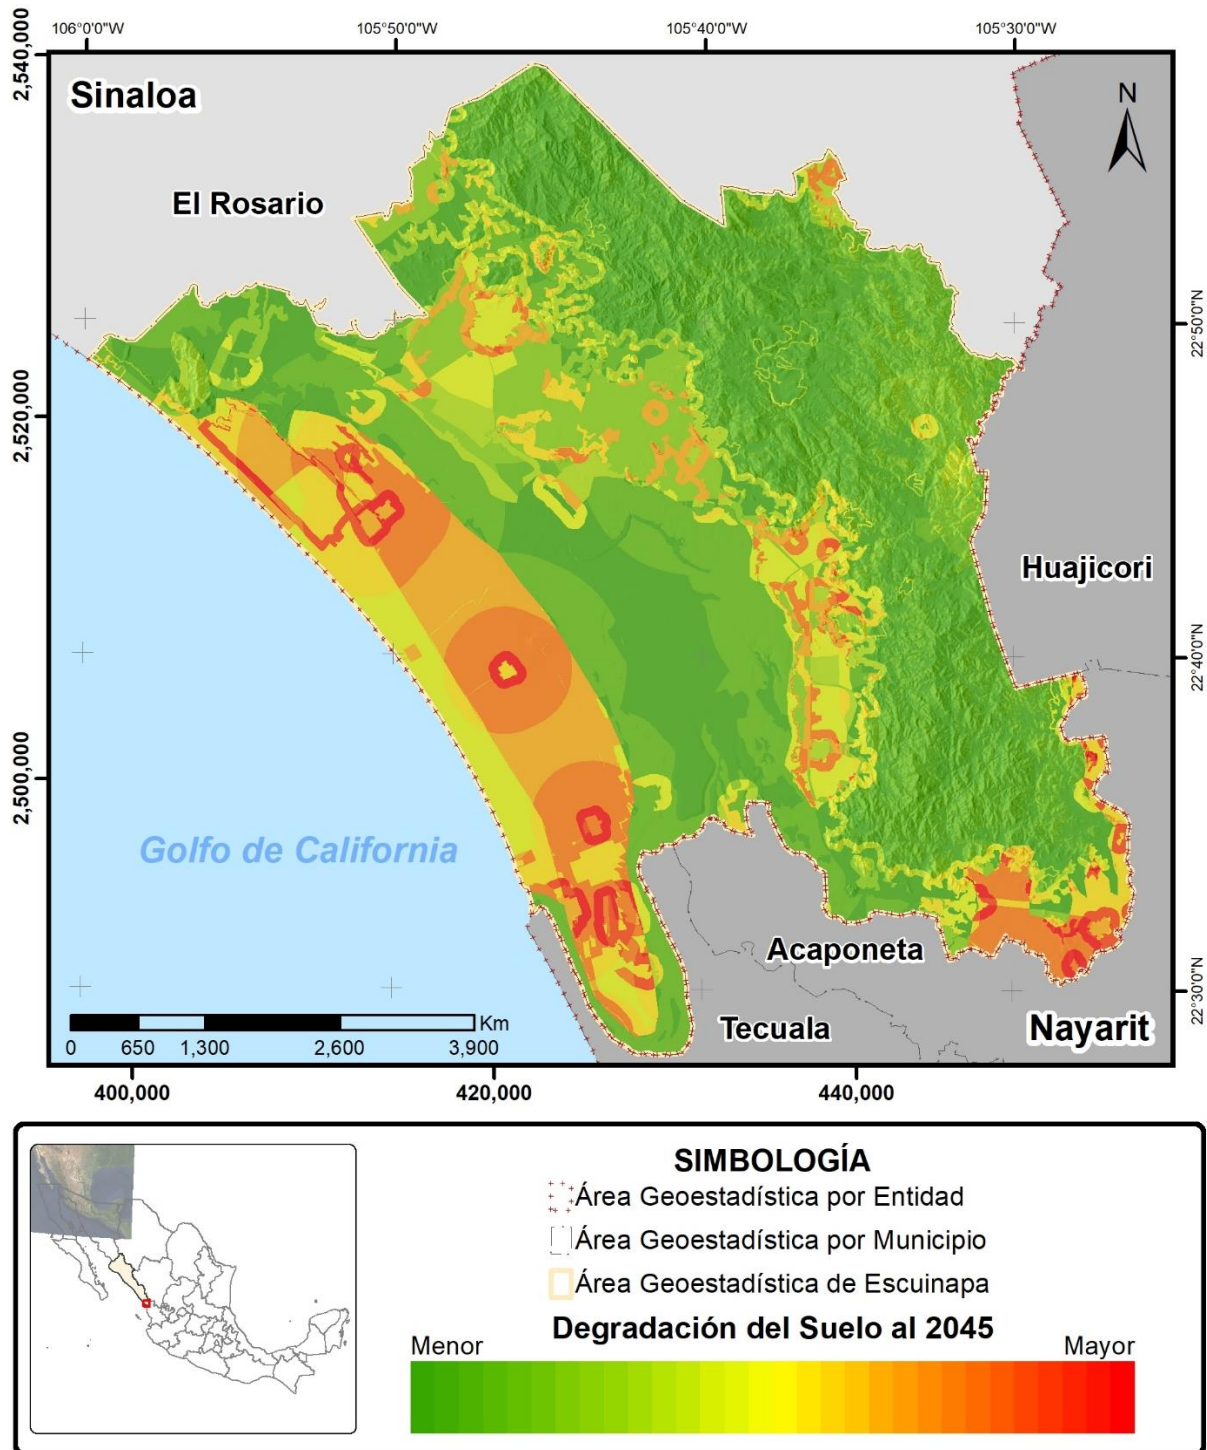 106°0'0"W 105°50'0"W 105°40'0"W 105°30'0"W
2,540,000
Sinaloa
N
El Rosario
22°50'0"N
2,520,000
Huajicori
22°40'0"N
2,500,000
Golfo de California
Acaponeta
22°30'0"N
Tecuala
Nayarit
Km
0 650 1,300 2,600 3,900
400,000 420,000 440,000
SIMBOLOGÍA
Área Geoestadística por Entidad
Área Geoestadística por Municipio
Área Geoestadística de Escuinapa
Degradación del Suelo al 2045
Menor Mayor